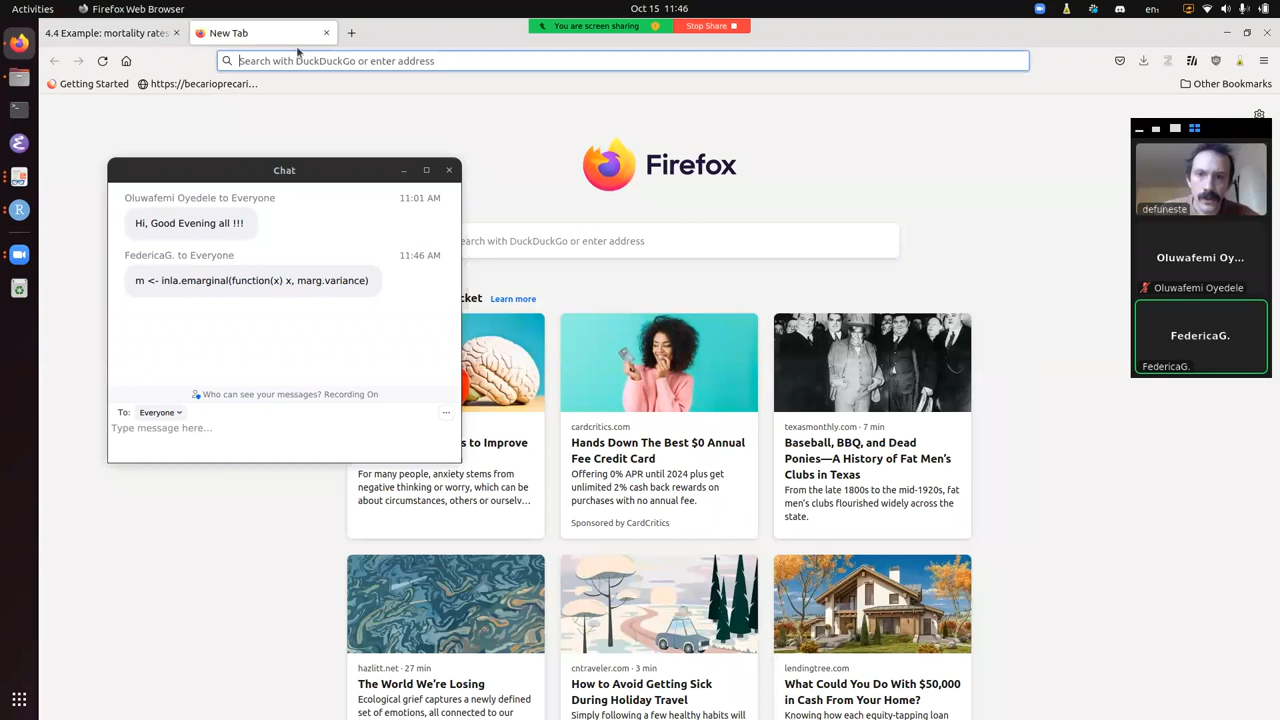 Activities
Firefox Web Browser
Oct 15 11:46
en
4.4 Example: mortality rates
New Tab
You are screen sharing
Stop Share
Search with DuckDuckGo or enter address
Getting Started
https://becarioprecari…
Other Bookmarks
Firefox
Chat
Oluwafemi Oyedele to Everyone 11:01 AM
Hi, Good Evening all !!!
FedericaG. to Everyone 11:46 AM
m <- inla.emarginal(function(x) x, marg.variance)
Who can see your messages? Recording On
To: Everyone
Type message here…
earch with DuckDuckGo or enter address
cket Learn more
defuneste
Oluwafemi Oy...
Oluwafemi Oyedele
FedericaG.
FedericaG.
s to Improve
For many people, anxiety stems from
negative thinking or worry, which can be
about circumstances, others or ourselv…
cardcritics.com
Hands Down The Best $0 Annual
Fee Credit Card
Offering 0% APR until 2024 plus get
unlimited 2% cash back rewards on
purchases with no annual fee.
Sponsored by CardCritics
texasmonthly.com · 7 min
Baseball, BBQ, and Dead
Ponies—A History of Fat Men’s
Clubs in Texas
From the late 1800s to the mid-1920s, fat
men’s clubs flourished widely across the
state.
hazlitt.net · 27 min
The World We’re Losing
Ecological grief captures a newly defined
set of emotions, all connected to our
cntraveler.com · 3 min
How to Avoid Getting Sick
During Holiday Travel
Simply following a few healthy habits will
lendingtree.com
What Could You Do With $50,000
in Cash From Your Home?
Knowing how each equity-tapping loan